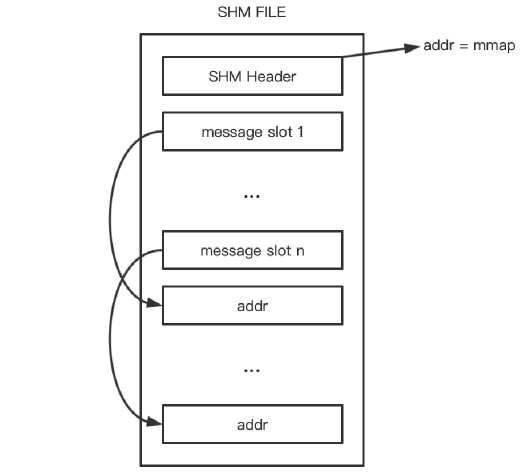 SHM FILE
addr = mmap
SHM Header
message slot 1
...
message slot n
addr
...
addr